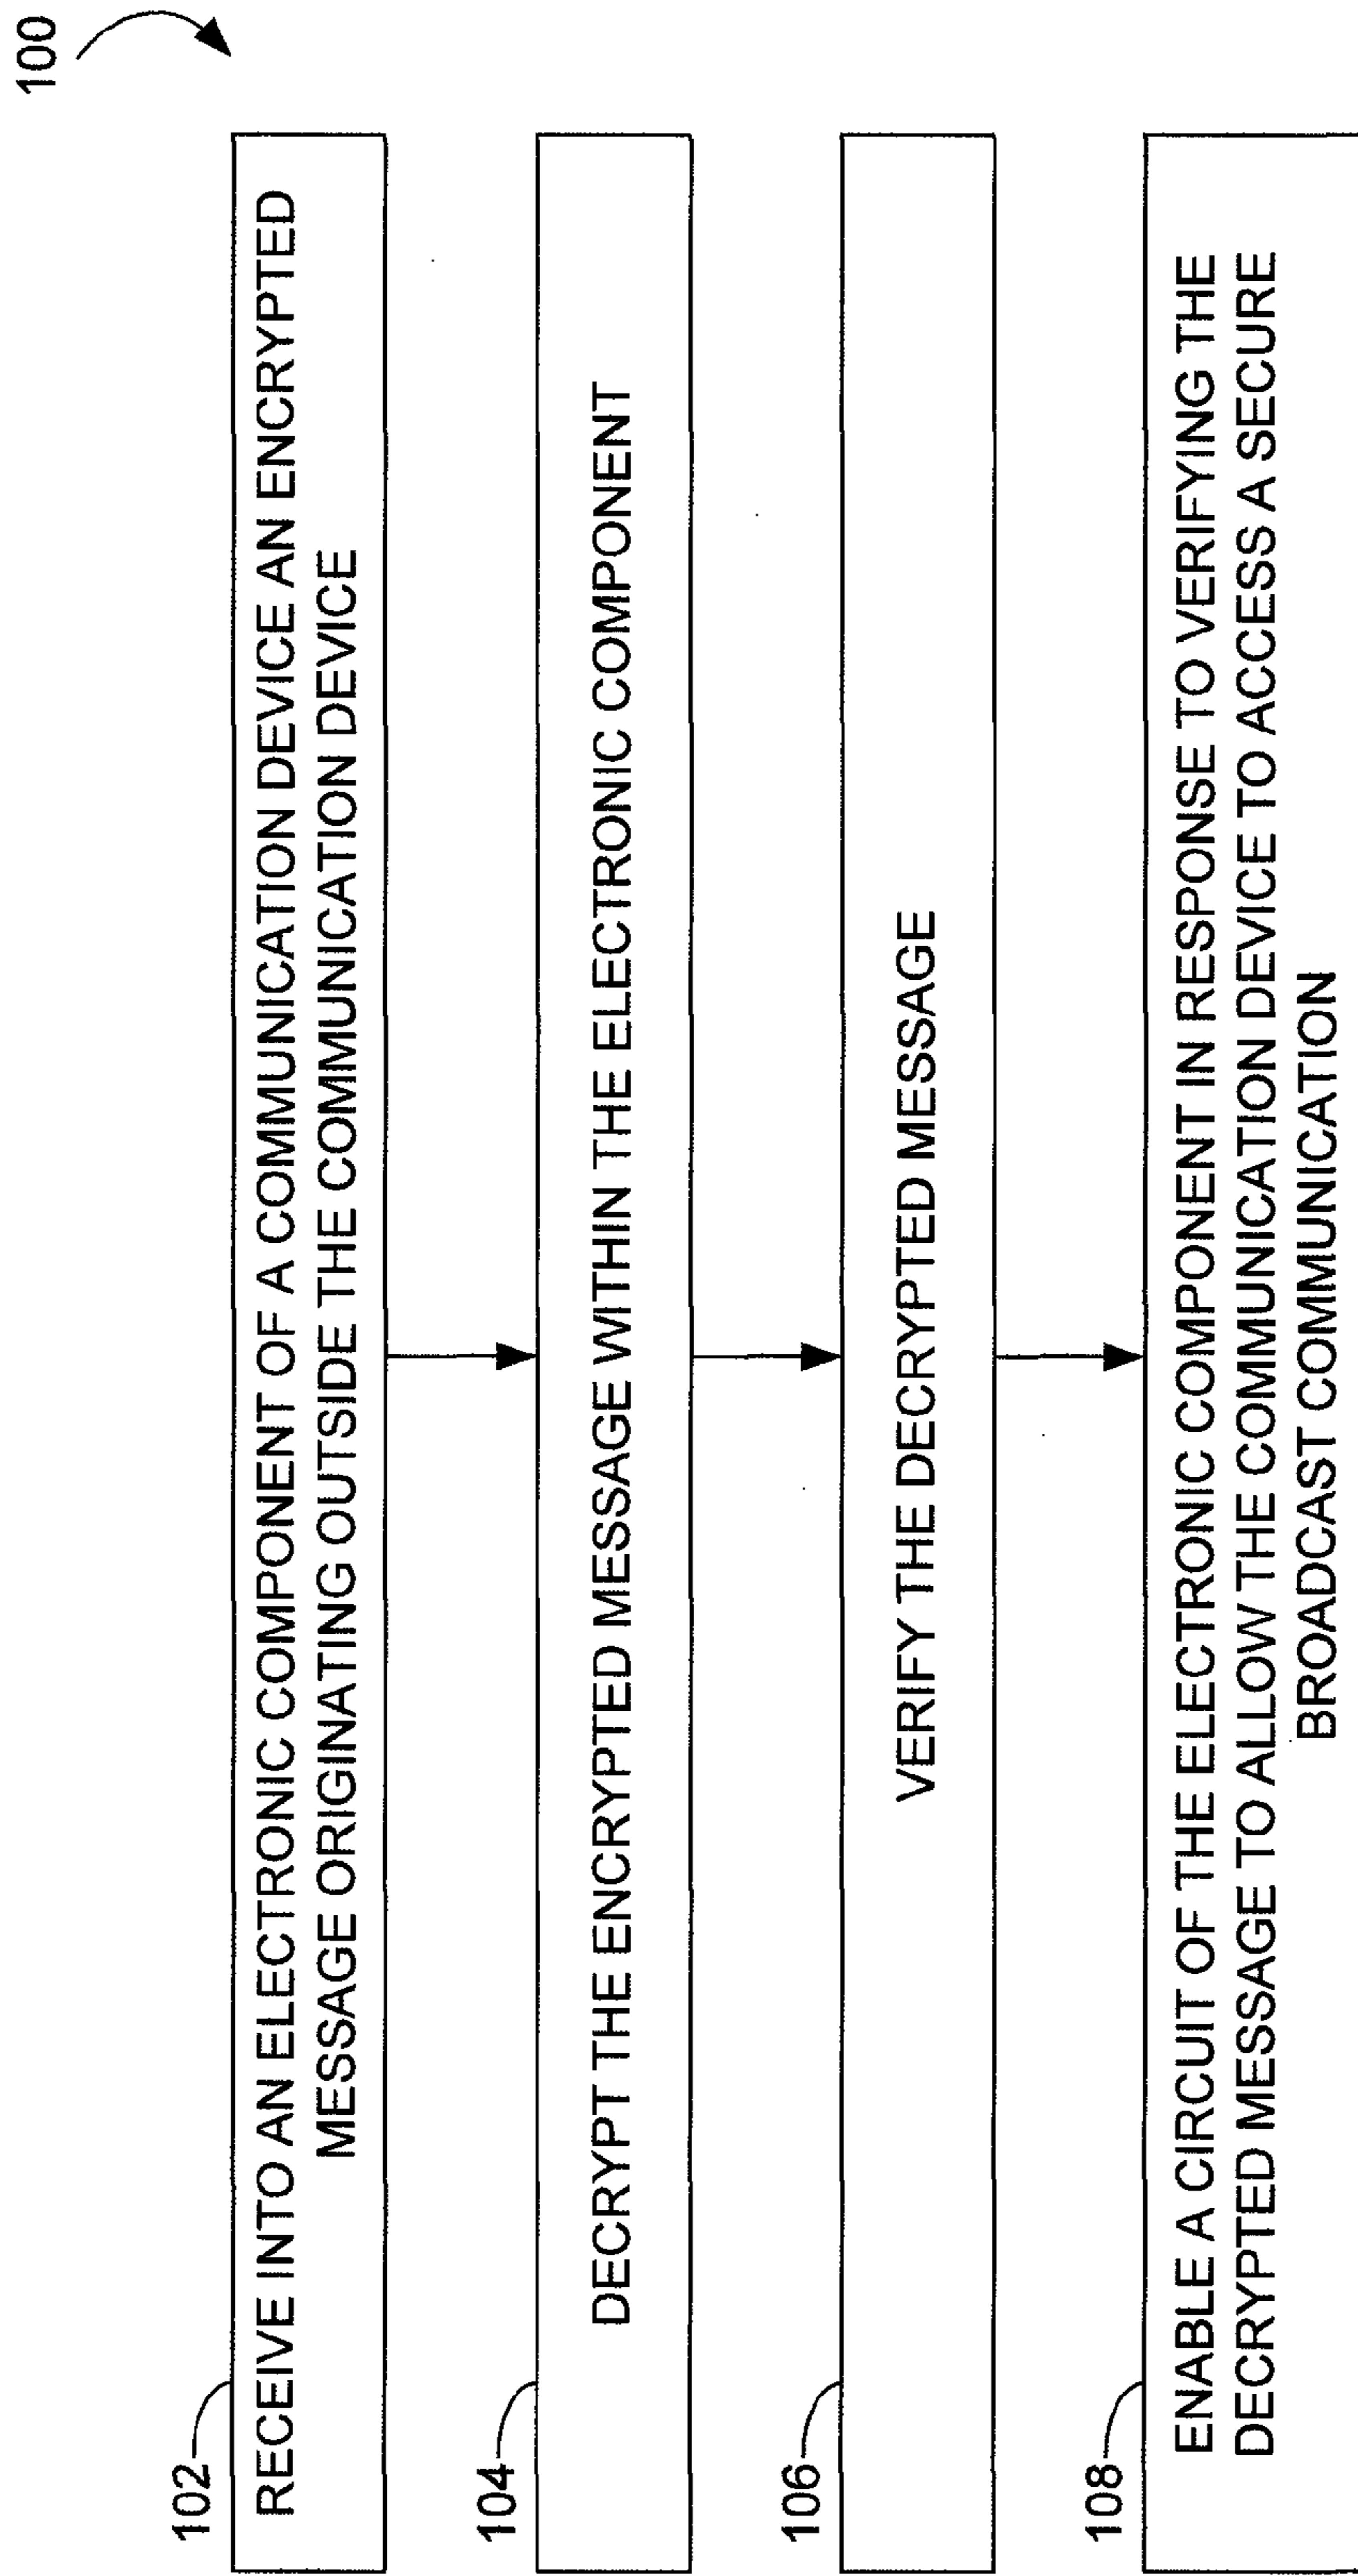 100
102
RECEIVE INTO AN ELECTRONIC COMPONENT OF A COMMUNICATION DEVICE AN ENCRYPTED
MESSAGE ORIGINATING OUTSIDE THE COMMUNICATION DEVICE
104
DECRYPT THE ENCRYPTED MESSAGE WITHIN THE ELECTRONIC COMPONENT
106
VERIFY THE DECRYPTED MESSAGE
108
ENABLE A CIRCUIT OF THE ELECTRONIC COMPONENT IN RESPONSE TO VERIFYING THE
DECRYPTED MESSAGE TO ALLOW THE COMMUNICATION DEVICE TO ACCESS A SECURE
BROADCAST COMMUNICATION